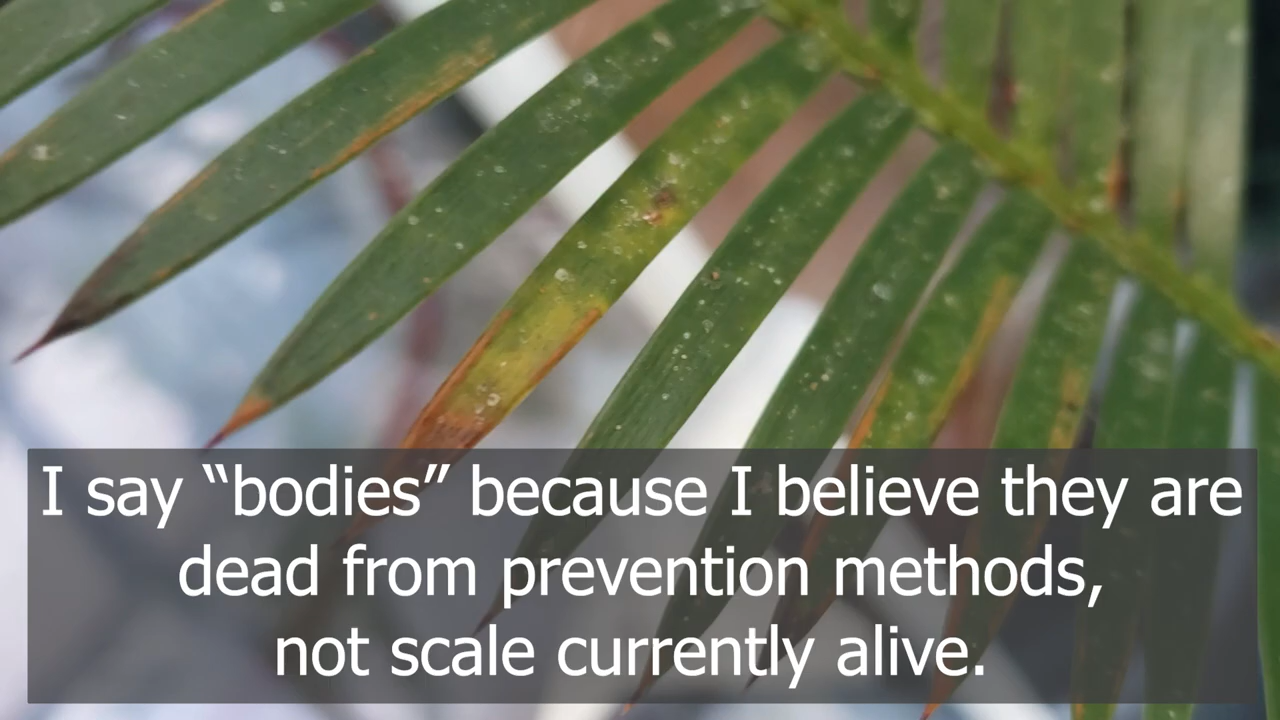 I say “bodies” because I believe they are
dead from prevention methods,
not scale currently alive.